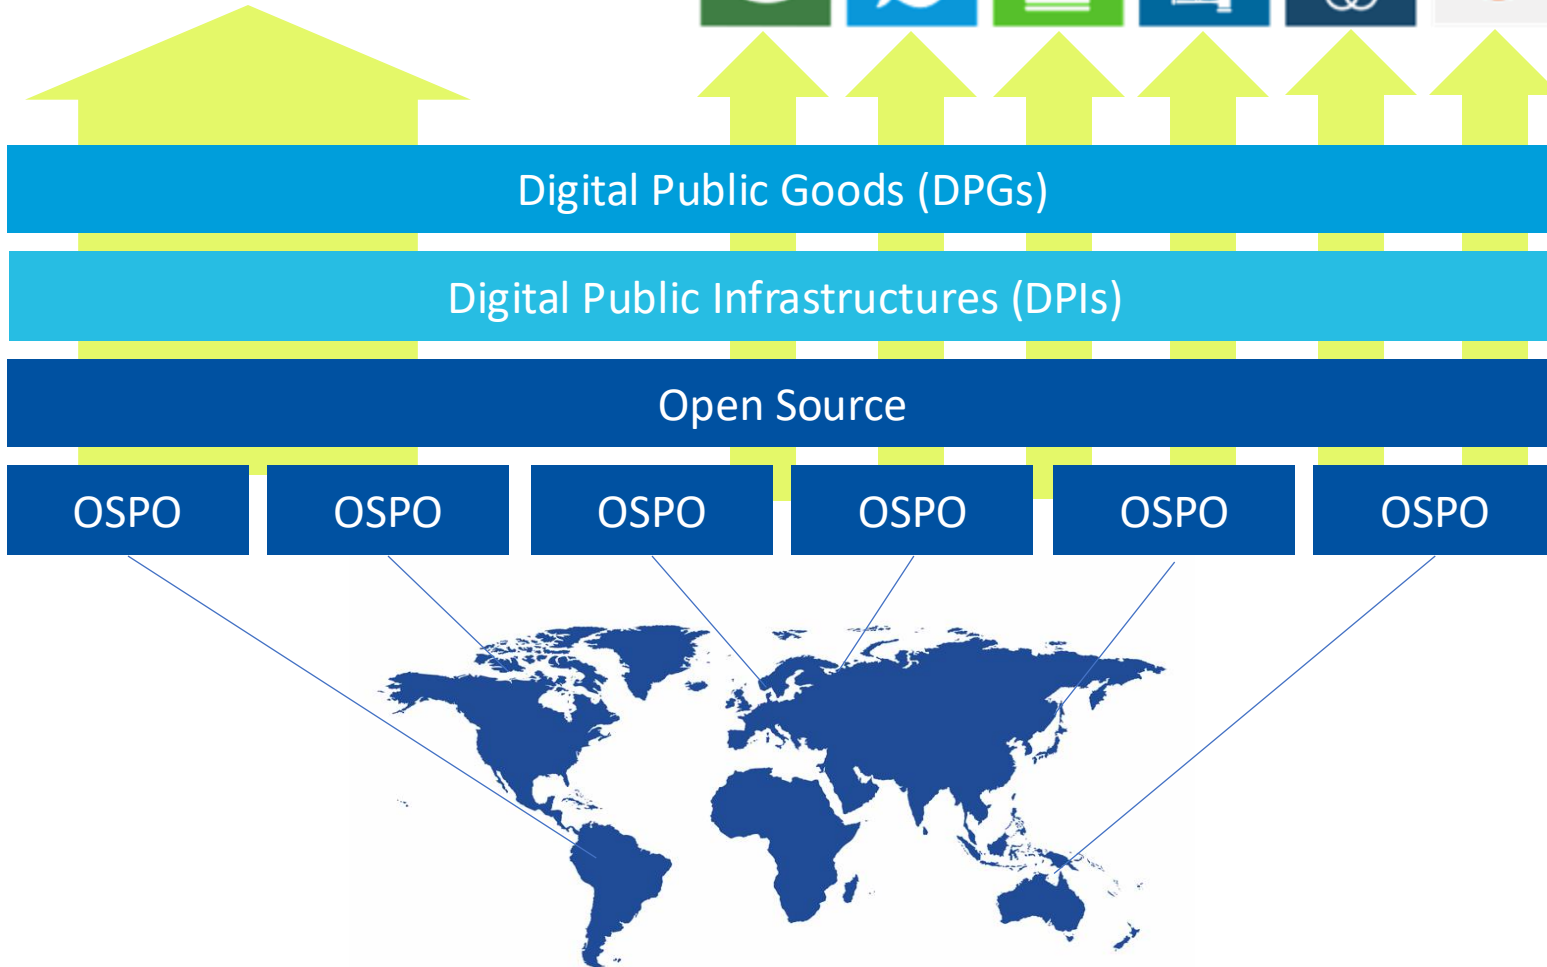 Digital Public Goods (DPGs)
Digital Public Infrastructures (DPIs)
Open Source
OSPO OSPO OSPO OSPO OSPO OSPO